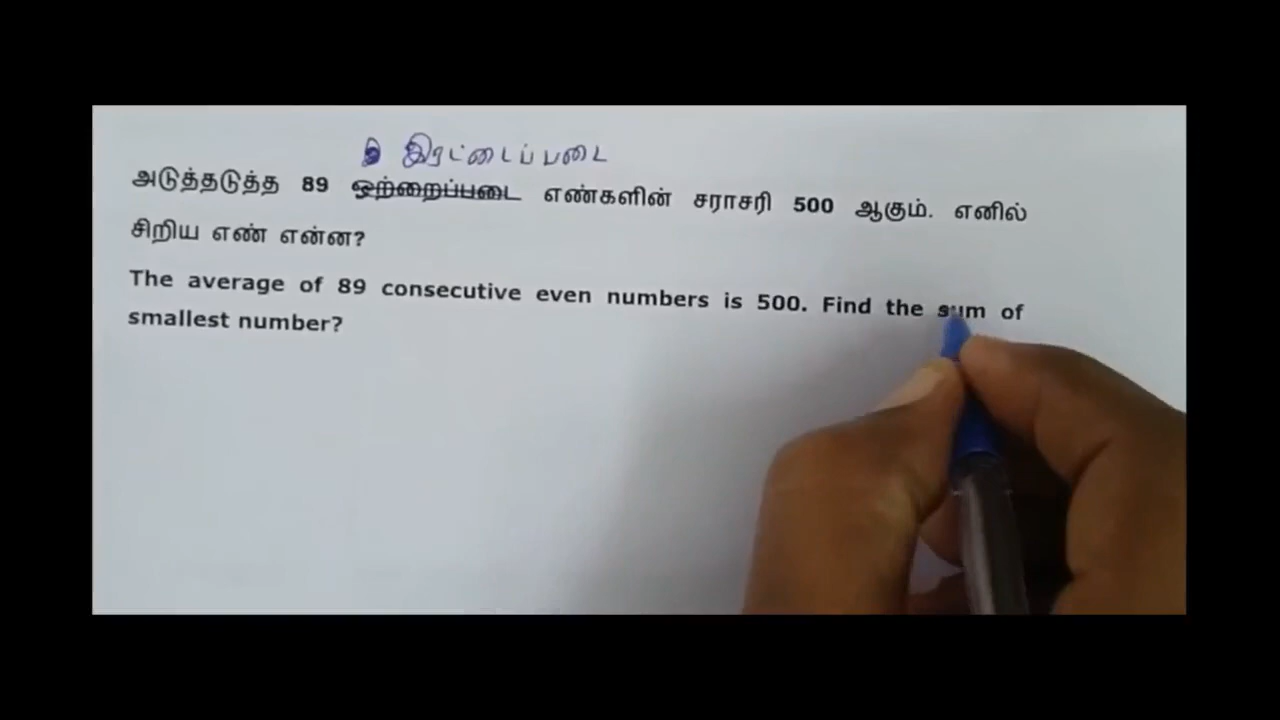 இரட்டைப்படை
அடுத்தடுத்த 89 ஒற்றைப்படை எண்களின் சராசரி 500 ஆகும். எனில்
சிறிய எண் என்ன?
The average of 89 consecutive even numbers is 500. Find the sum of
smallest number?